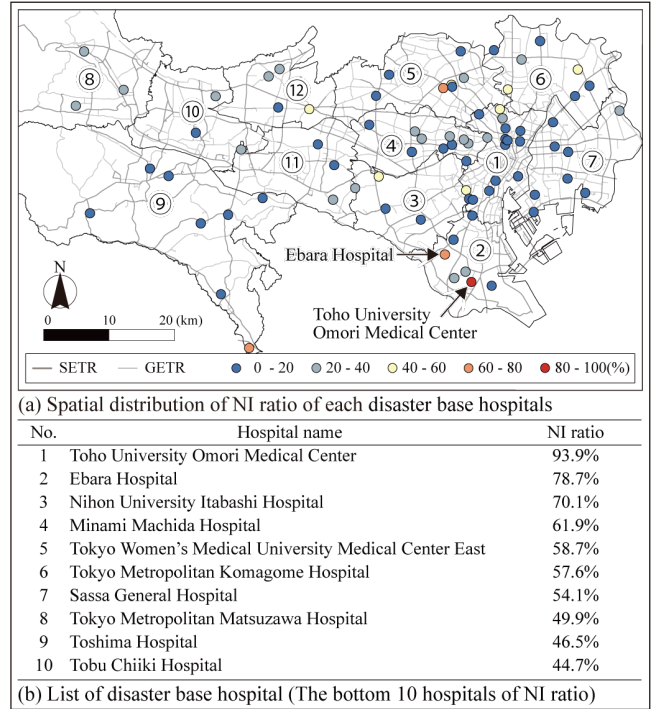 8
12
5
6
10
4
1
7
11
3
9
2
Ebara Hospital
N
Toho University
Omori Medical Center
0 10 20 (km)
SETR GETR 0 - 20 20 - 40 40 - 60 60 - 80 80 - 100(%)
(a) Spatial distribution of NI ratio of each disaster base hospitals
No. Hospital name NI ratio
1 Toho University Omori Medical Center 93.9%
2 Ebara Hospital 78.7%
3 Nihon University Itabashi Hospital 70.1%
4 Minami Machida Hospital 61.9%
5 Tokyo Women's Medical University Medical Center East 58.7%
6 Tokyo Metropolitan Komagome Hospital 57.6%
7 Sassa General Hospital 54.1%
8 Tokyo Metropolitan Matsuzawa Hospital 49.9%
9 Toshima Hospital 46.5%
10 Tobu Chiiki Hospital 44.7%
(b) List of disaster base hospital (The bottom 10 hospitals of NI ratio)